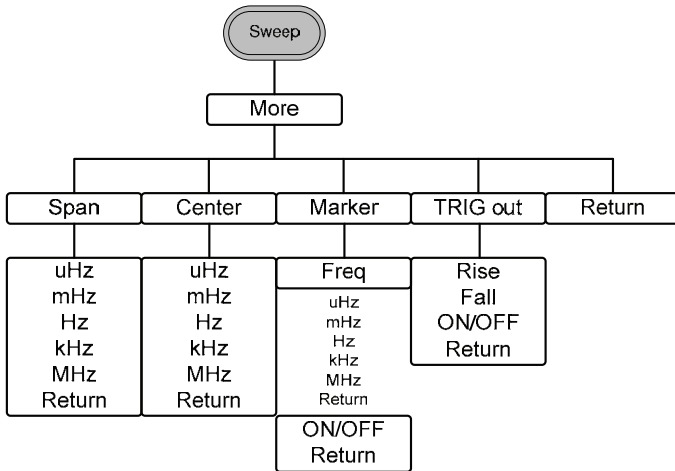 Sweep
More
Span
Center
Marker
TRIG out
Return
uHz
mHz
Hz
kHz
MHz
Return
uHz
mHz
Hz
kHz
MHz
Return
Freq
uHz
mHz
Hz
kHz
MHz
Return
ON/OFF
Return
Rise
Fall
ON/OFF
Return